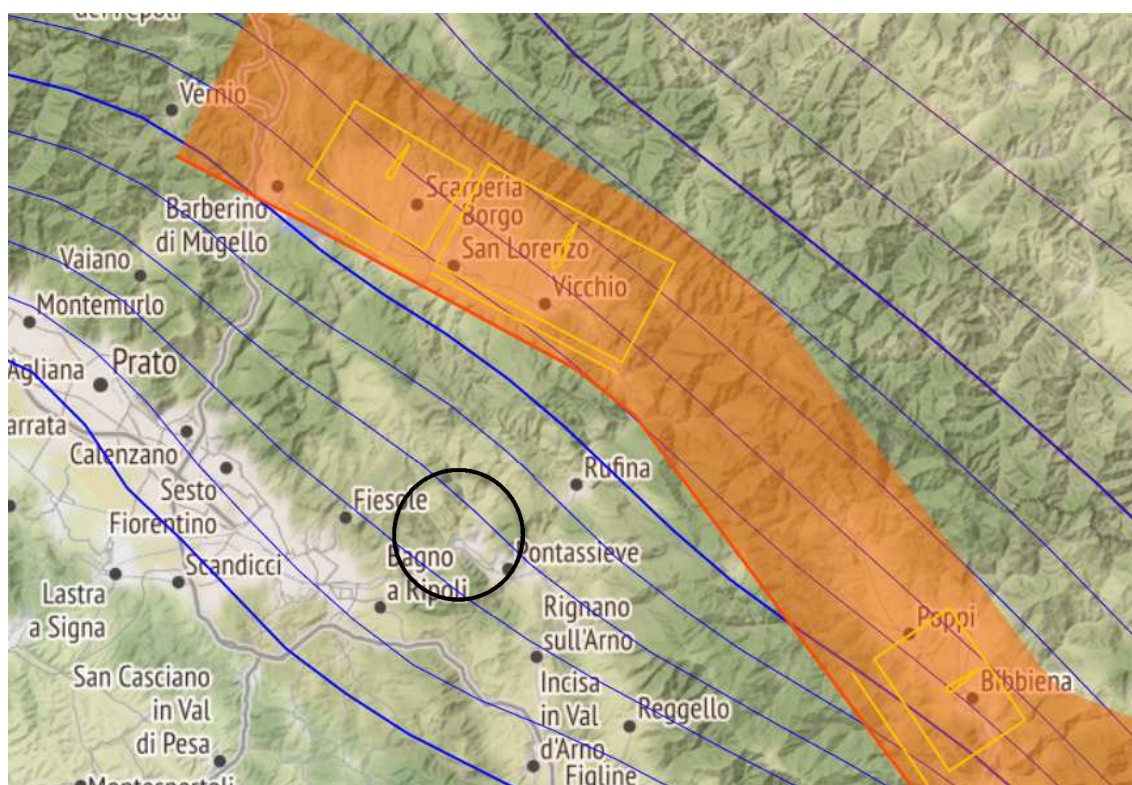 Vernio
Scarperia
Barberino
di Mugello
Borgo
San Lorenzo
Vaiano
Vicchio
Montemurlo
Agliana
Prato
Calenzano
Rufina
Sesto
Fiorentino
Fiesole
Pontassieve
Scandicci
Bagno
a Ripoli
Lastra
a Signa
Rignano
sull'Arno
Poppi
San Casciano
in Val
di Pesa
Incisa
in Val
d'Arno
Bibbiena
Reggello
Figline